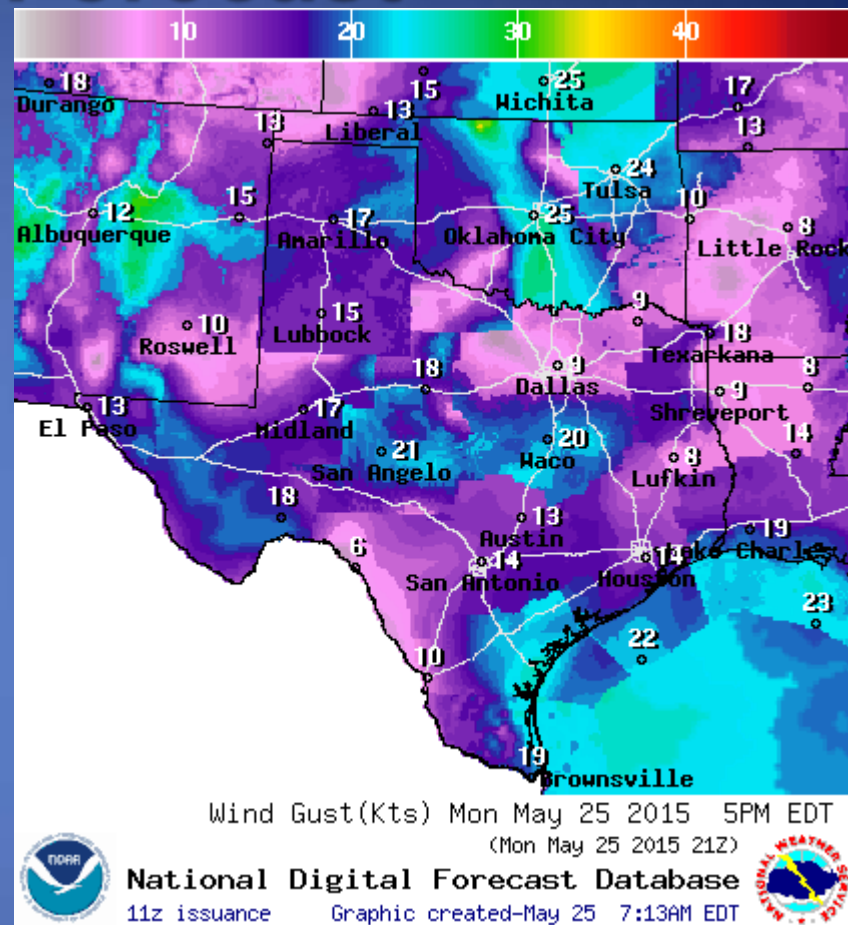 10 20 30 40
18 15 25 17
Durango Wichita
13 13
Liberal
13
24
Tulsa
12 15 17 25 10 8
Albuquerque Amarillo Oklahoma City Little Rock
10 15 9
Roswell Lubbock
18
Texarkana
18 9 8
Dallas
13 17 9
El Paso Midland Shreveport
21 20 14
San Angelo Waco 8
Lufkin
18 13 19
Austin Lake Charles
6 14 14
San Antonio Houston
23
22
10
19
Brownsville
Wind Gust(Kts) Mon May 25 2015 5PM EDT
(Mon May 25 2015 21Z)
NOAA
National Digital Forecast Database
11z issuance Graphic created-May 25 7:13AM EDT
NATIONAL WEATHER SERVICE